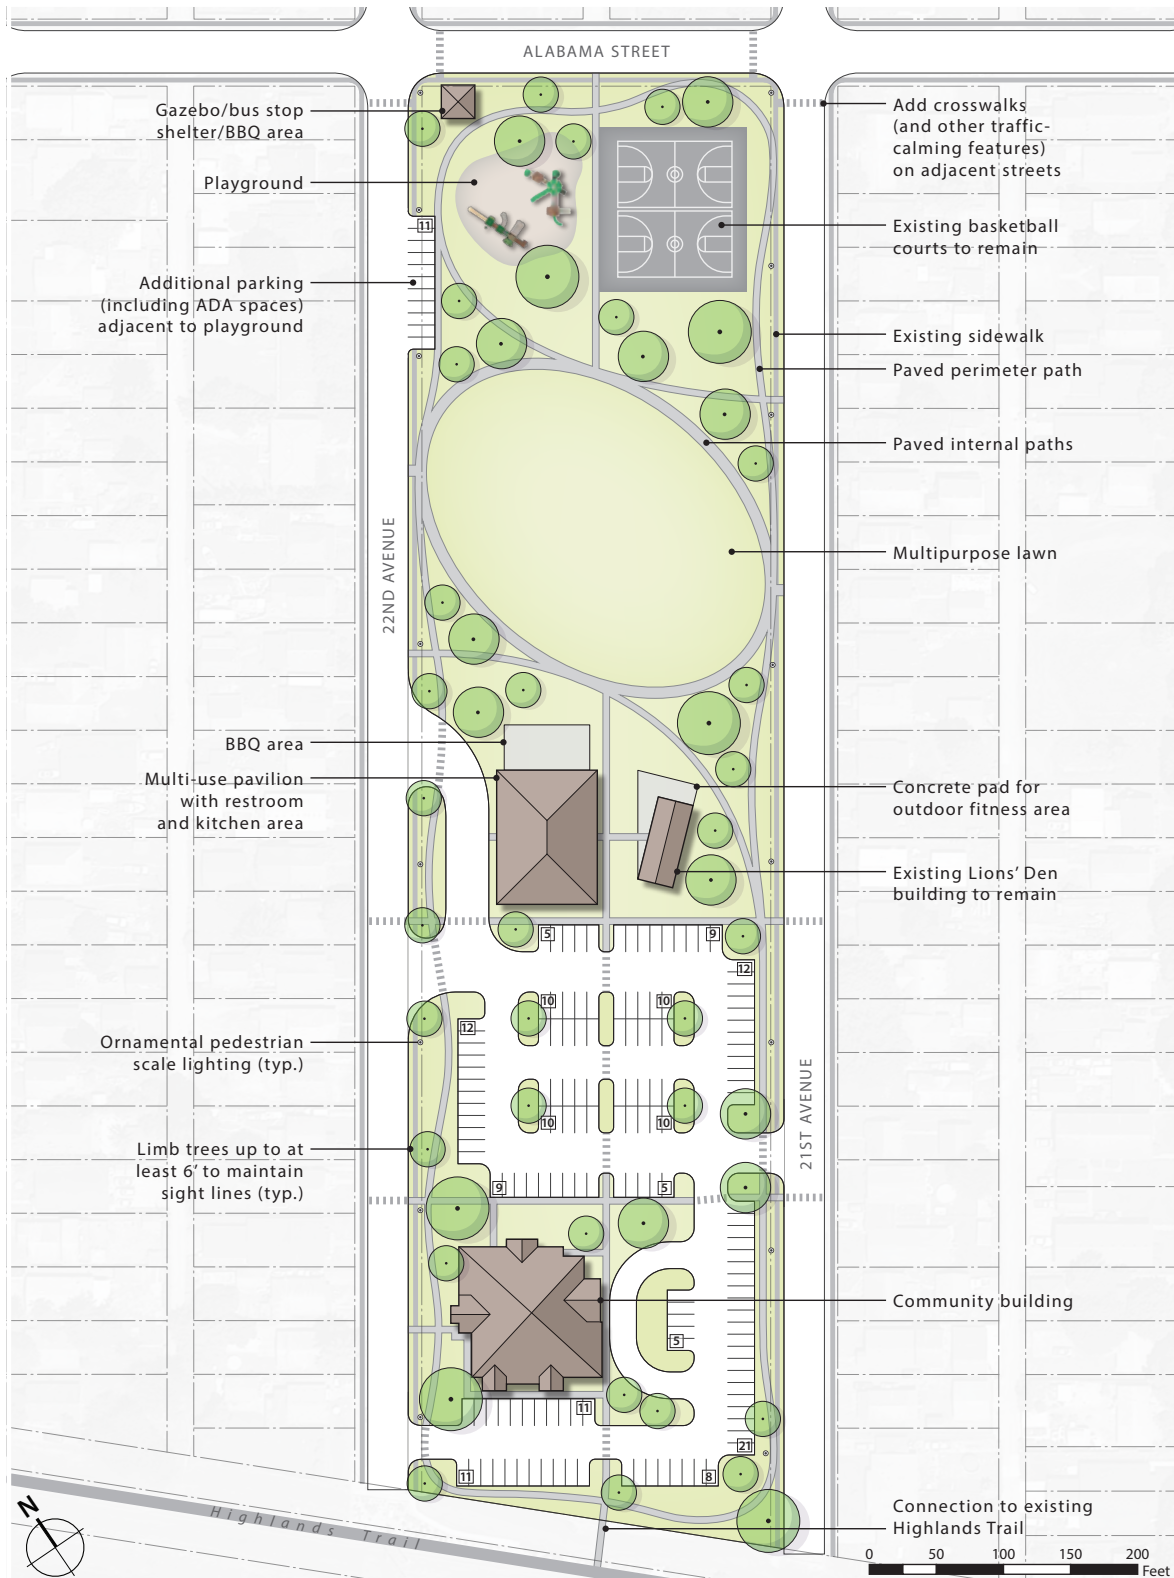 ALABAMA STREET
Gazebo/bus stop
shelter/BBQ area
Add crosswalks
(and other traffic-
calming features)
on adjacent streets
Playground
Existing basketball
courts to remain
11
Additional parking
(including ADA spaces)
adjacent to playground
Existing sidewalk
Paved perimeter path
Paved internal paths
22ND AVENUE
Multipurpose lawn
BBQ area
Multi-use pavilion
with restroom
and kitchen area
Concrete pad for
outdoor fitness area
Existing Lions’ Den
building to remain
5
9
12
10
10
12
Ornamental pedestrian
scale lighting (typ.)
21ST AVENUE
10
10
Limb trees up to at
least 6’ to maintain
sight lines (typ.)
9
5
Community building
5
11
21
11
8
N
Highlands Trail
Connection to existing
Highlands Trail
0 50 100 150 200
Feet